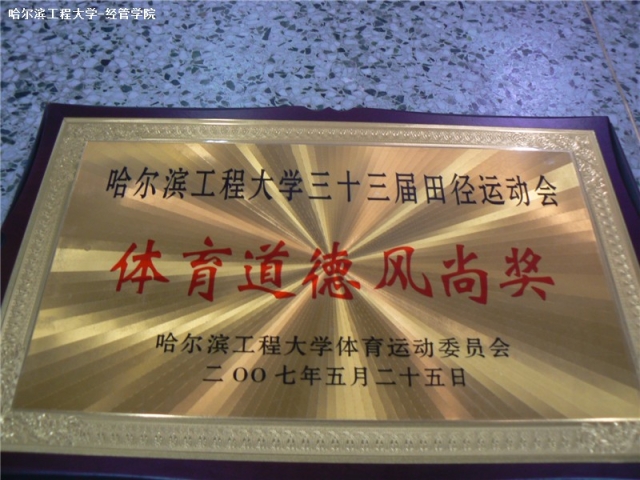 哈尔滨工程大学-经管学院
哈尔滨工程大学三十三届田径运动会
体育道德风尚奖
哈尔滨工程大学体育运动委员会
二OO七年五月二十五日